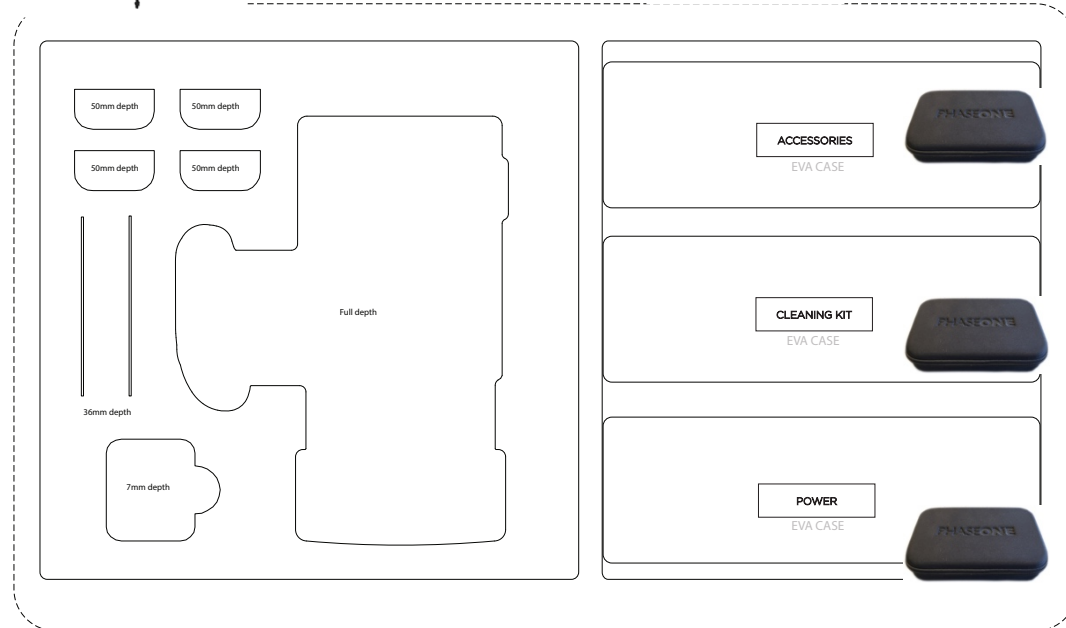 50mm depth
50mm depth
50mm depth
50mm depth
36mm depth
7mm depth
Full depth
ACCESSORIES
EVA CASE
PHASEONE
CLEANING KIT
EVA CASE
PHASEONE
POWER
EVA CASE
PHASEONE